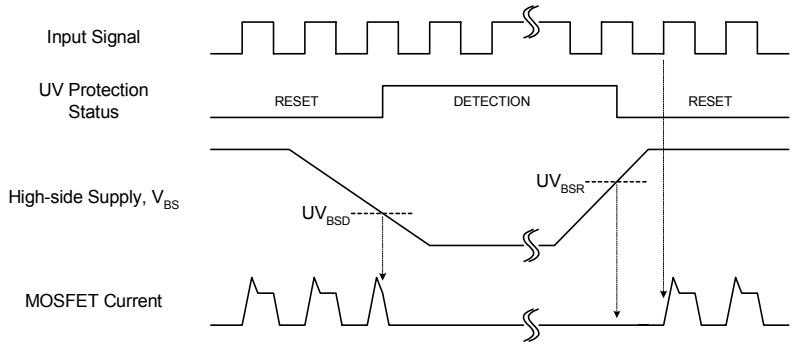 Input Signal
UV Protection
Status
RESET
DETECTION
RESET
High-side Supply, V_BS
UV_BSD
UV_BSR
MOSFET Current